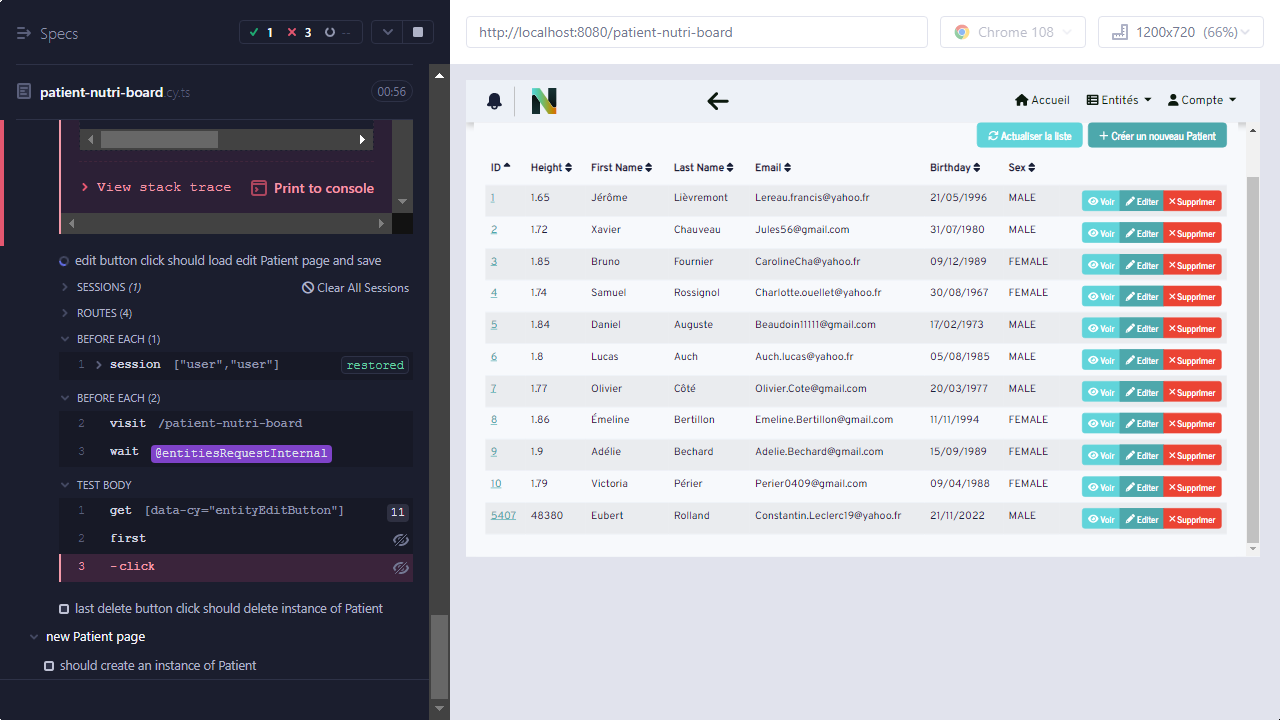 Specs
1
3
--
patient-nutri-board.cy.ts
00:56
View stack trace
Print to console
edit button click should load edit Patient page and save
SESSIONS (1)
Clear All Sessions
ROUTES (4)
BEFORE EACH (1)
1 session ["user","user"] restored
BEFORE EACH (2)
2 visit /patient-nutri-board
3 wait @entitiesRequestInternal
TEST BODY
1 get [data-cy="entityEditButton"] 11
2 first
3 -click
last delete button click should delete instance of Patient
new Patient page
should create an instance of Patient
http://localhost:8080/patient-nutri-board
Chrome 108
1200x720 (66%)
N
Accueil
Entités
Compte
Actualiser la liste
Créer un nouveau Patient
ID Height First Name Last Name Email Birthday Sex
1 1.65 Jérôme Lièvremont Lereau.francis@yahoo.fr 21/05/1996 MALE Voir Editer Supprimer
2 1.72 Xavier Chauveau Jules56@gmail.com 31/07/1980 MALE Voir Editer Supprimer
3 1.85 Bruno Fournier CarolineCha@yahoo.fr 09/12/1989 FEMALE Voir Editer Supprimer
4 1.74 Samuel Rossignol Charlotte.ouellet@yahoo.fr 30/08/1967 FEMALE Voir Editer Supprimer
5 1.84 Daniel Auguste Beaudoin11111@gmail.com 17/02/1973 MALE Voir Editer Supprimer
6 1.8 Lucas Auch Auch.lucas@yahoo.fr 05/08/1985 MALE Voir Editer Supprimer
7 1.77 Olivier Côté Olivier.Cote@gmail.com 20/03/1977 MALE Voir Editer Supprimer
8 1.86 Émeline Bertillon Emeline.Bertillon@gmail.com 11/11/1994 FEMALE Voir Editer Supprimer
9 1.9 Adélie Bechard Adelie.Bechard@gmail.com 15/09/1989 FEMALE Voir Editer Supprimer
10 1.79 Victoria Périer Perier0409@gmail.com 09/04/1988 FEMALE Voir Editer Supprimer
5407 48380 Eubert Rolland Constantin.Leclerc19@yahoo.fr 21/11/2022 MALE Voir Editer Supprimer